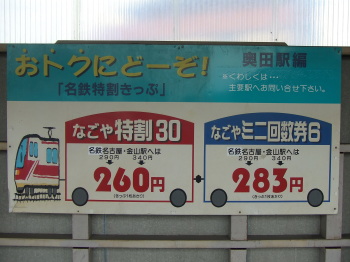 おトクにどーぞ!
奥田駅編
「名鉄特割きっぷ」
※くわしくは…
主要駅へお問い合せ下さい。
なごや特割30
名鉄名古屋・金山駅へは
290円 340円
260円
なごやミニ回数券6
名鉄名古屋・金山駅へは
290円 340円
283円